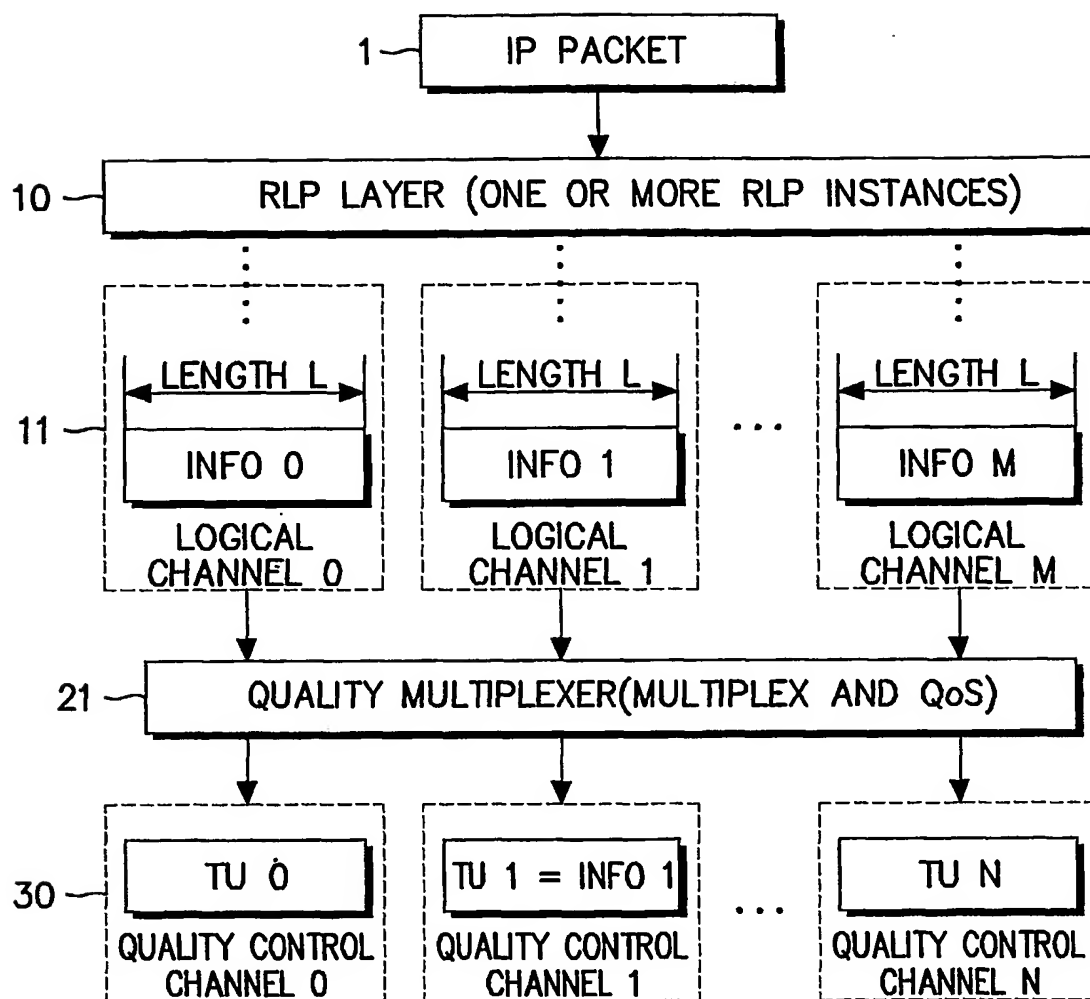 1
IP PACKET
10
RLP LAYER (ONE OR MORE RLP INSTANCES)
LENGTH L
LENGTH L
LENGTH L
11
INFO 0
INFO 1
...
INFO M
LOGICAL
CHANNEL 0
LOGICAL
CHANNEL 1
LOGICAL
CHANNEL M
21
QUALITY MULTIPLEXER(MULTIPLEX AND QoS)
30
TU 0
TU 1 = INFO 1
...
TU N
QUALITY CONTROL
CHANNEL 0
QUALITY CONTROL
CHANNEL 1
QUALITY CONTROL
CHANNEL N